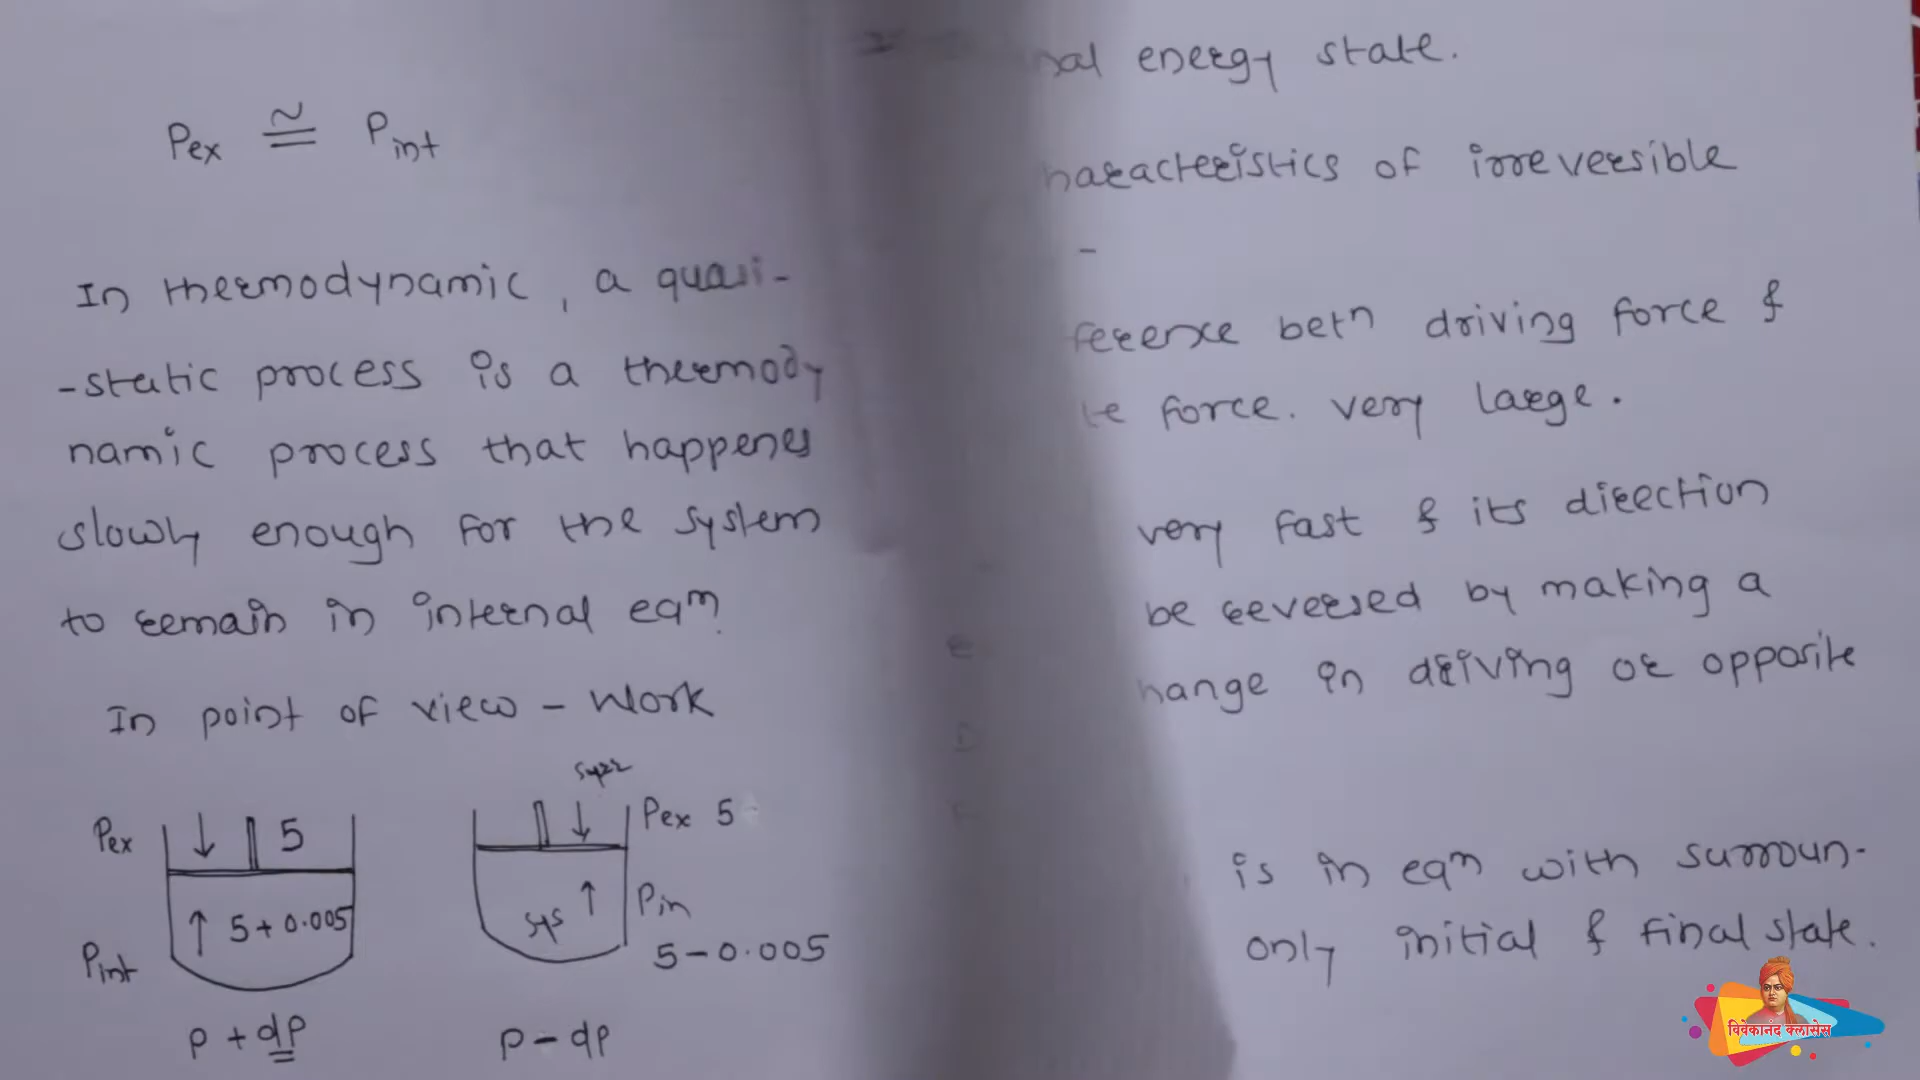 Pex ≅ Pint
In thermodynamic, a quasi-
-static process is a thermody
namic process that happenes
slowly enough for the system
to remain in internal eqm.
In point of view - Work
Pex ↓ 5
Pint ↑ 5+0.005
P + dp
surr
↓ Pex 5
sys ↑ Pin
5-0.005
P - dp
nal energy state.
haracteristics of irreversible
-
ference betn driving force &
te force. very large.
very fast & its direction
be reversed by making a
hange in driving or opposite
is in eqm with surroun-
only initial & final state.
विवेकानंद क्लासेस